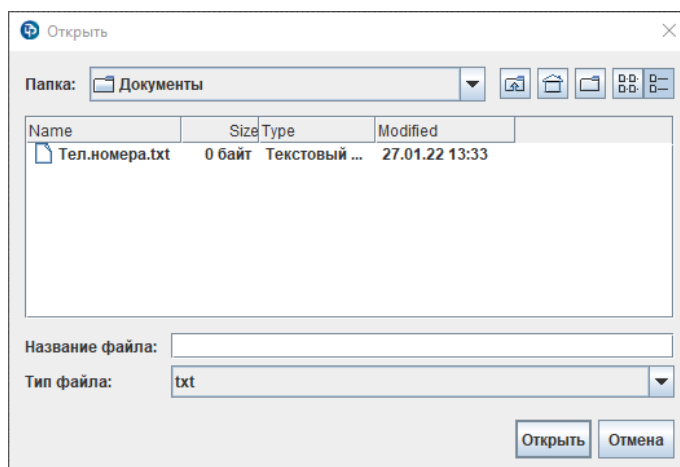 Открыть
Папка: Документы
Name Size Type Modified
Тел.номера.txt 0 байт Текстовый ... 27.01.22 13:33
Название файла:
Тип файла: txt
Открыть Отмена